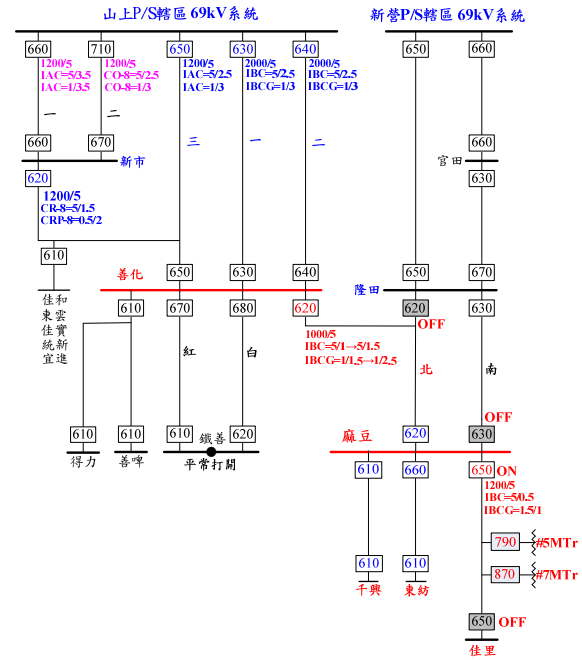 山上P/S轄區 69kV系統
新營P/S轄區 69kV系統
660
710
650
630
640
650
660
1200/5
IAC=5/3.5
IAC=1/3.5
1200/5
CO-8=5/2.5
CO-8=1/3
1200/5
IAC=5/2.5
IAC=1/3
2000/5
IBC=5/2.5
IBCG=1/3
2000/5
IBC=5/2.5
IBCG=1/3
一
二
三
一
二
660
670
660
新市
官田
620
630
1200/5
CR-8=5/1.5
CRP-8=0.5/2
610
650
630
640
650
670
善化
隆田
佳東佳統宜
和雲實新進
610
670
680
620
620
630
OFF
1000/5
IBC=5/1→5/1.5
IBCG=1/1.5→1/2.5
紅
白
北
南
OFF
610
610
610
620
620
630
鐵善
麻豆
得力
善啤
平常打開
610
660
650
ON
1200/5
IBC=5/0.5
IBCG=1.5/1
790
#5MTr
610
610
870
#7MTr
千興
東紡
650
OFF
佳里